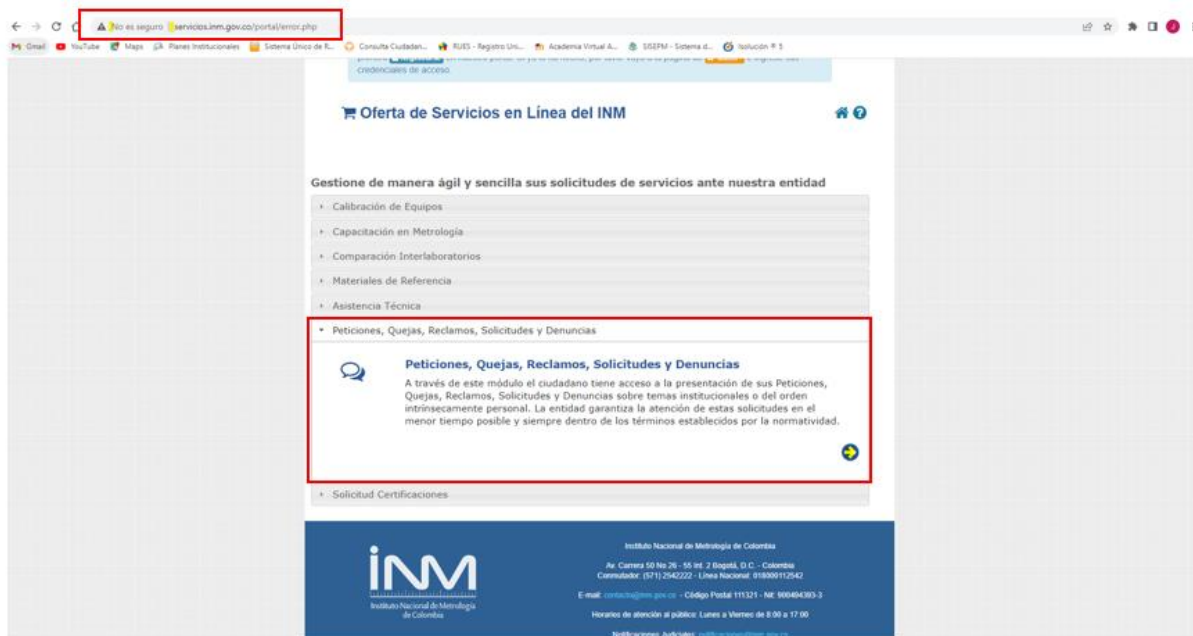 No es seguro servicios.inm.gov.co/portal/error.php
Gmail YouTube Maps Planes Institucionales Sistema Único de R... Consulta Ciudadan... RUES - Registro Uni... Academia Virtual A... SISEPM - Sistema d... Isolución # 5
credenciales de acceso.
Oferta de Servicios en Línea del INM
Gestione de manera ágil y sencilla sus solicitudes de servicios ante nuestra entidad
Calibración de Equipos
Capacitación en Metrología
Comparación Interlaboratorios
Materiales de Referencia
Asistencia Técnica
Peticiones, Quejas, Reclamos, Solicitudes y Denuncias
Peticiones, Quejas, Reclamos, Solicitudes y Denuncias
A través de este módulo el ciudadano tiene acceso a la presentación de sus Peticiones,
Quejas, Reclamos, Solicitudes y Denuncias sobre temas institucionales o del orden
intrínsecamente personal. La entidad garantiza la atención de estas solicitudes en el
menor tiempo posible y siempre dentro de los términos establecidos por la normatividad.
Solicitud Certificaciones
INM
Instituto Nacional de Metrología
de Colombia
Instituto Nacional de Metrología de Colombia
Av. Carrera 50 No 26 - 55 Int. 2 Bogotá, D.C. - Colombia
Conmutador: (571) 2542222 - Línea Nacional: 018000112542
E-mail: contacto@inm.gov.co - Código Postal 111321 - Nit: 900494393-3
Horarios de atención al público: Lunes a Viernes de 8:00 a 17:00
Notificaciones Judiciales: